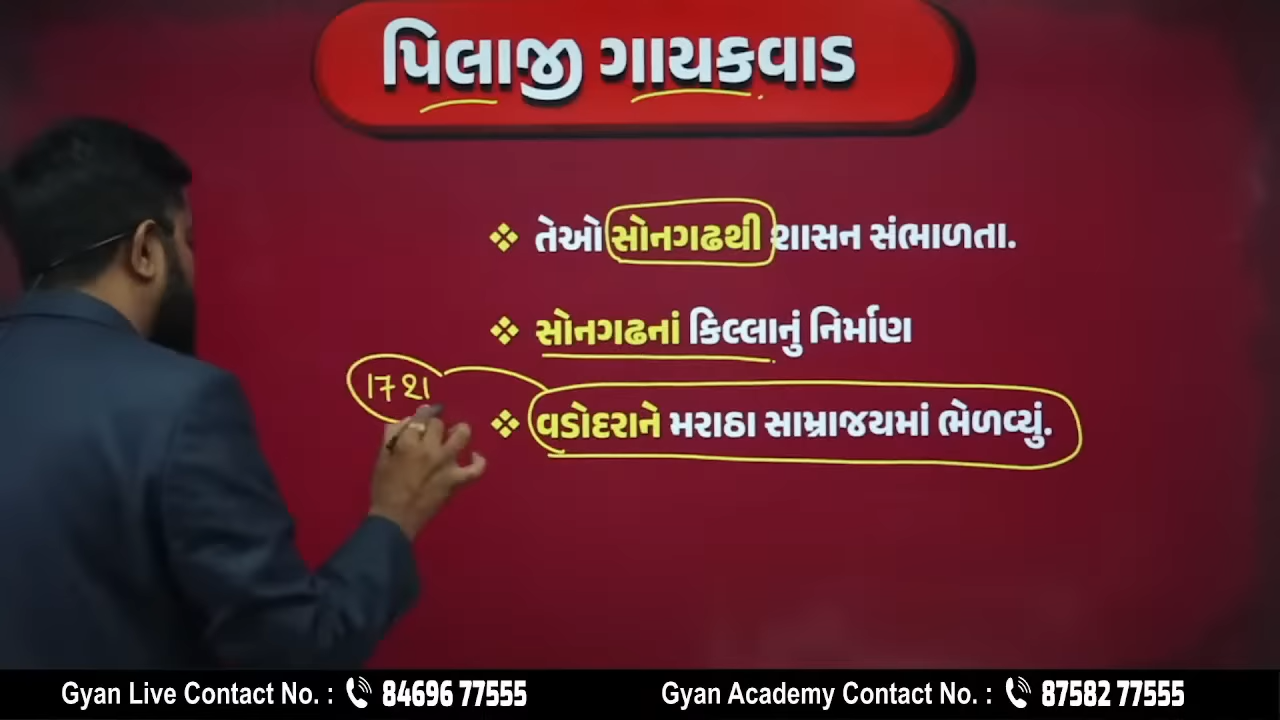 પિલાજી ગાયકવાડ
❖ તેઓ સોનગઢથી શાસન સંભાળતા.
❖ સોનગઢનાં કિલ્લાનું નિર્માણ
1721
❖ વડોદરાને મરાઠા સામ્રાજયમાં ભેળવ્યું.
Gyan Live Contact No. : 84696 77555
Gyan Academy Contact No. : 87582 77555